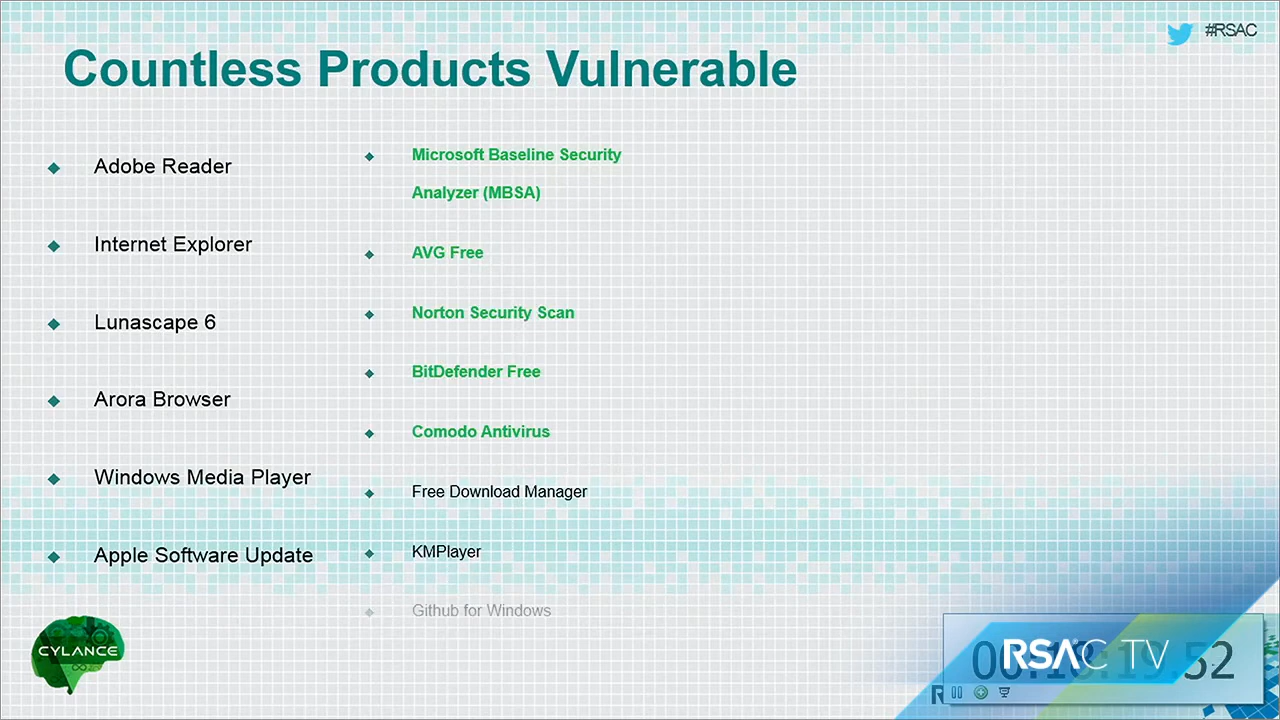 #RSAC
Countless Products Vulnerable
Adobe Reader
Internet Explorer
Lunascape 6
Arora Browser
Windows Media Player
Apple Software Update
Microsoft Baseline Security
Analyzer (MBSA)
AVG Free
Norton Security Scan
BitDefender Free
Comodo Antivirus
Free Download Manager
KMPlayer
Github for Windows
CYLANCE
RSAC TV